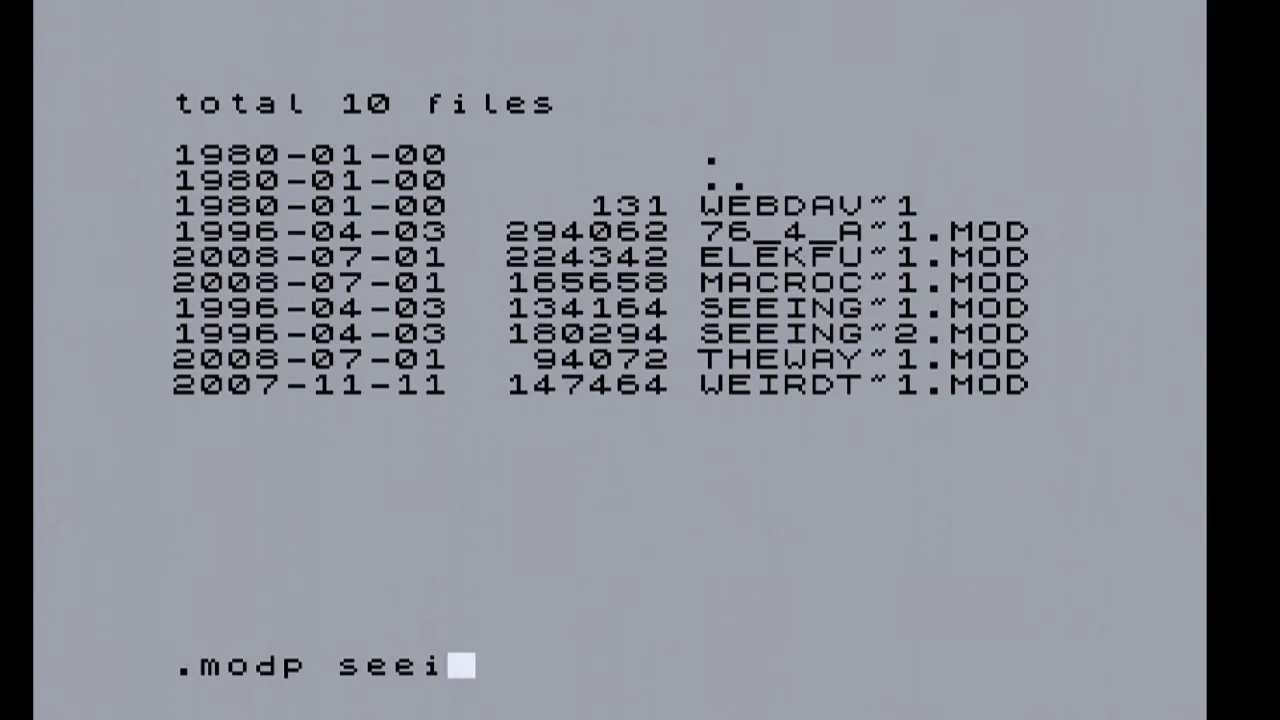 total 10 files
1980-01-00 .
1980-01-00 ..
1980-01-00 131 WEBDAV~1
1996-04-03 294062 76_4_A~1.MOD
2008-07-01 224342 ELEKFU~1.MOD
2008-07-01 165658 MACROC~1.MOD
1996-04-03 134164 SEEING~1.MOD
1996-04-03 180294 SEEING~2.MOD
2008-07-01 94072 THEWAY~1.MOD
2007-11-11 147464 WEIRDT~1.MOD
.modp seei